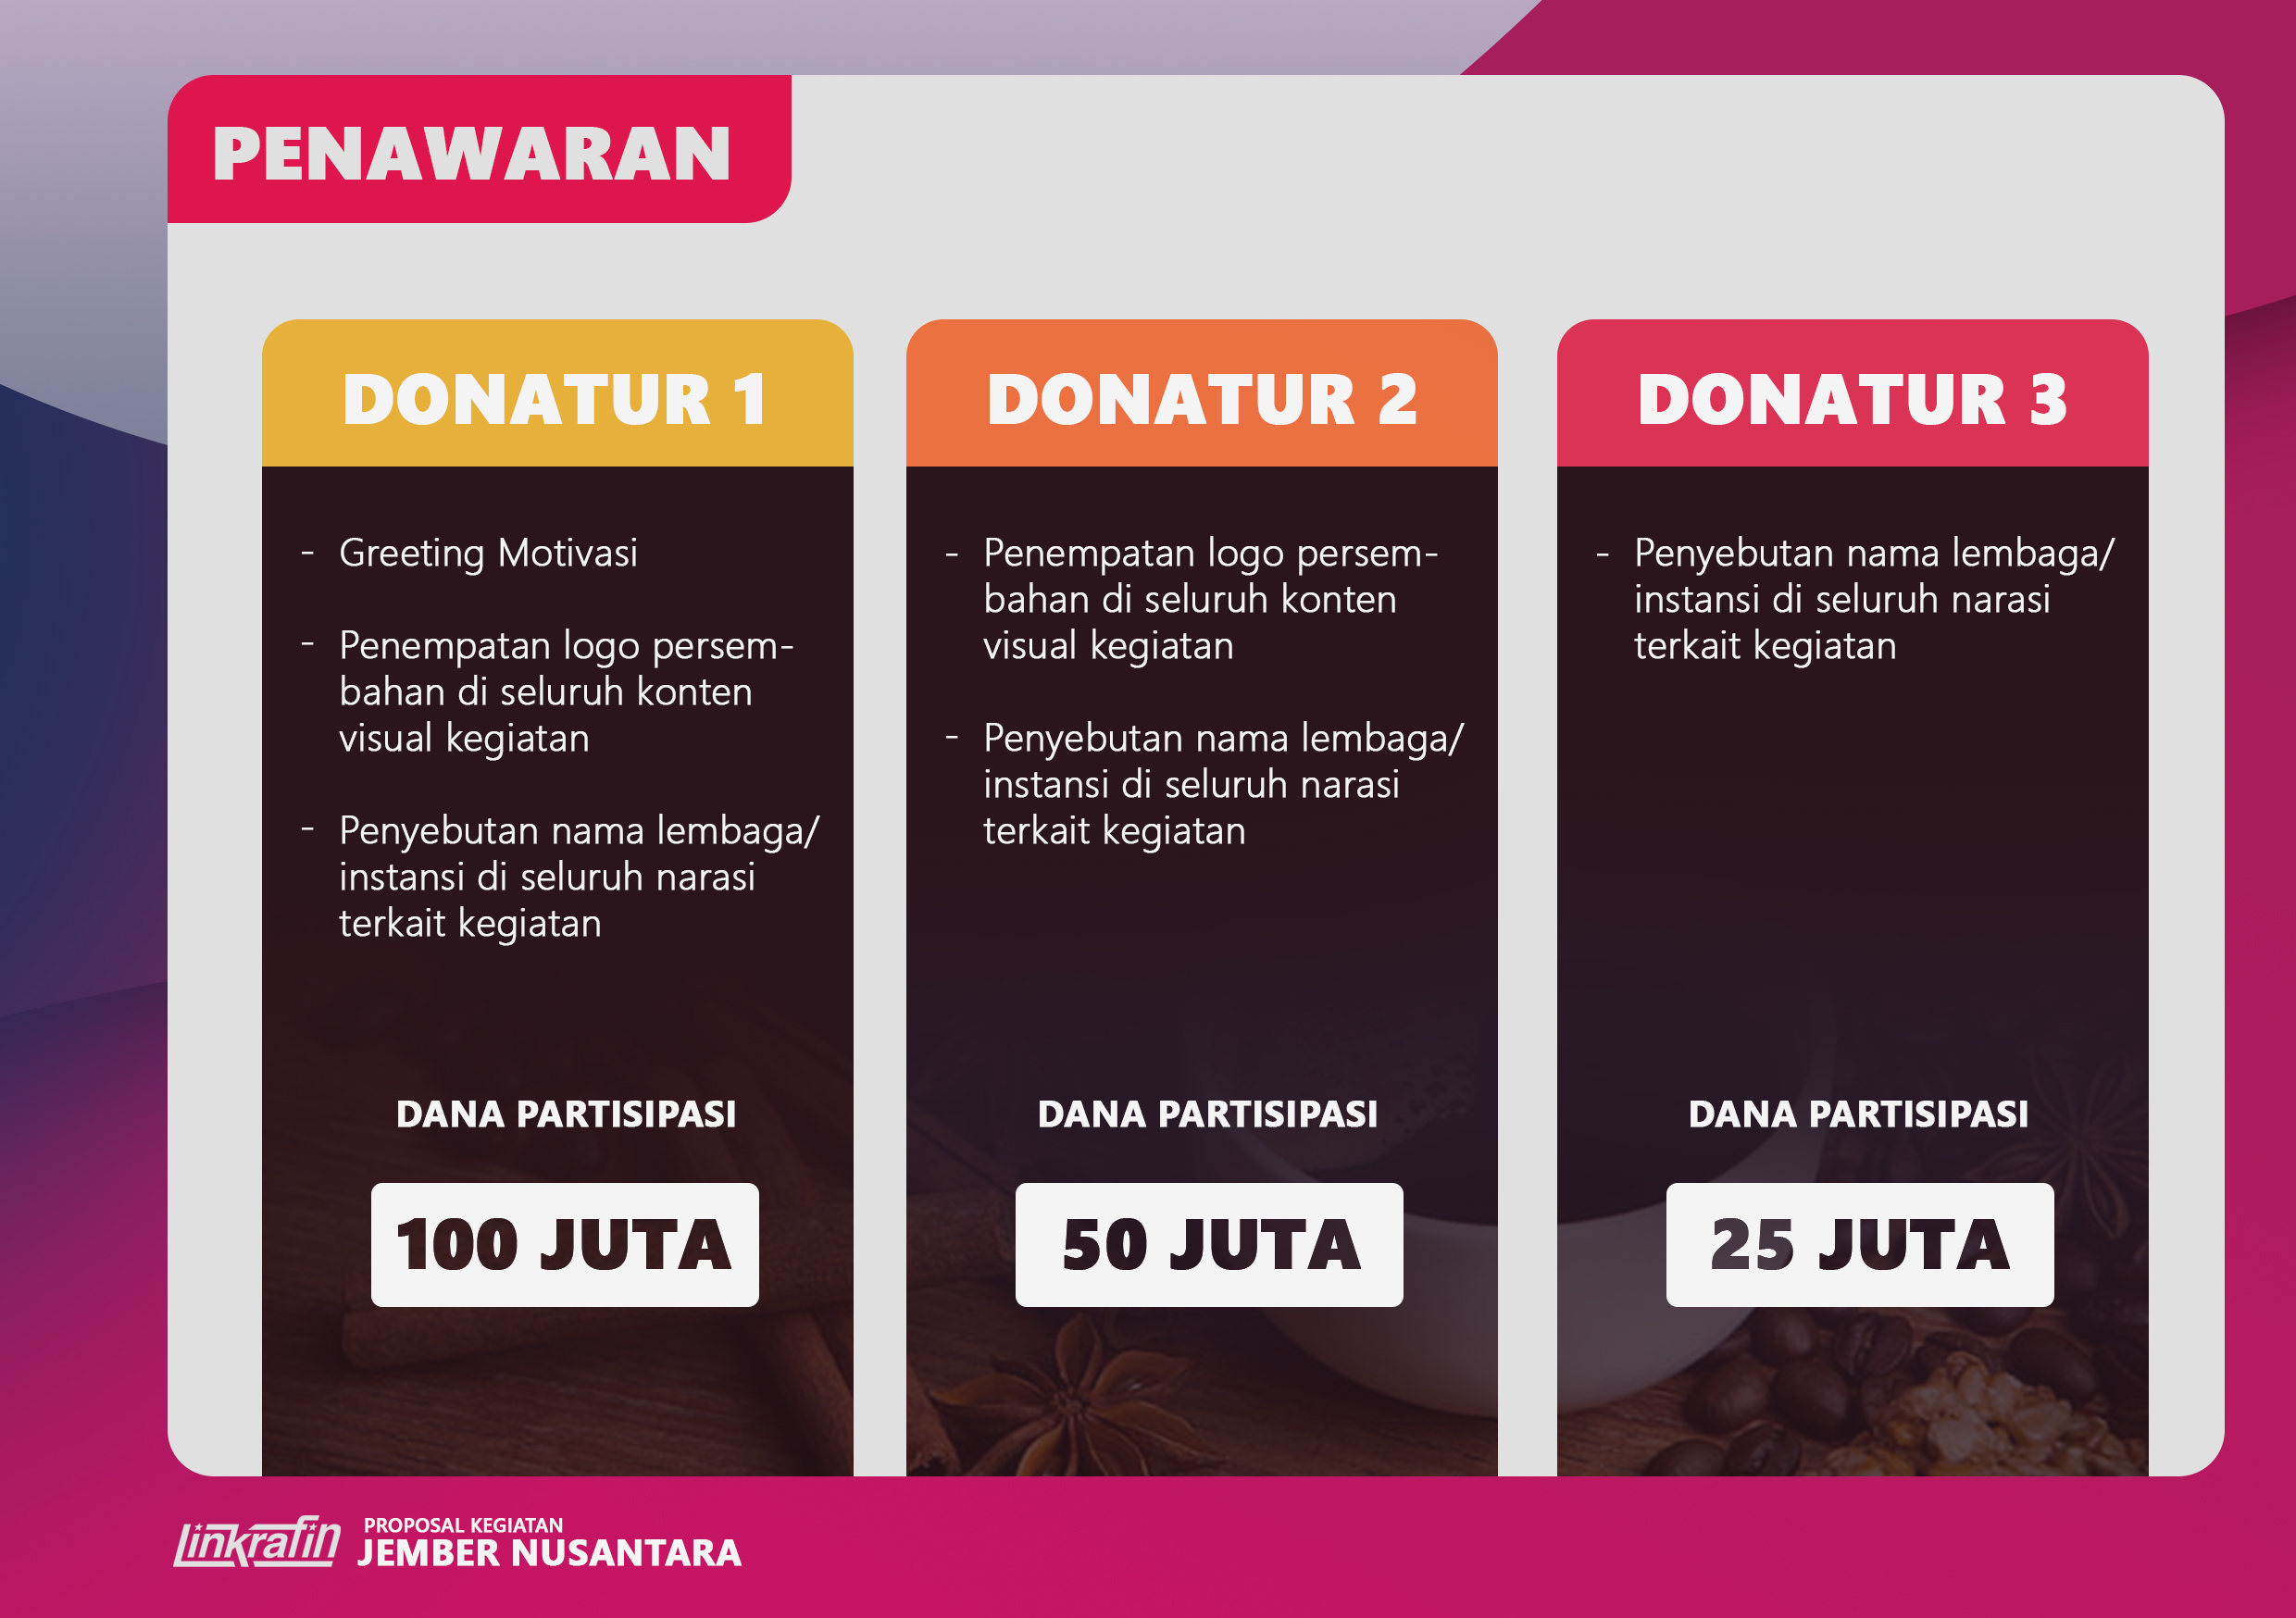 PENAWARAN
DONATUR 1
- Greeting Motivasi
- Penempatan logo persem-
bahan di seluruh konten
visual kegiatan
- Penyebutan nama lembaga/
instansi di seluruh narasi
terkait kegiatan
DANA PARTISIPASI
100 JUTA
DONATUR 2
- Penempatan logo persem-
bahan di seluruh konten
visual kegiatan
- Penyebutan nama lembaga/
instansi di seluruh narasi
terkait kegiatan
DANA PARTISIPASI
50 JUTA
DONATUR 3
- Penyebutan nama lembaga/
instansi di seluruh narasi
terkait kegiatan
DANA PARTISIPASI
25 JUTA
Linkrafin
PROPOSAL KEGIATAN
JEMBER NUSANTARA